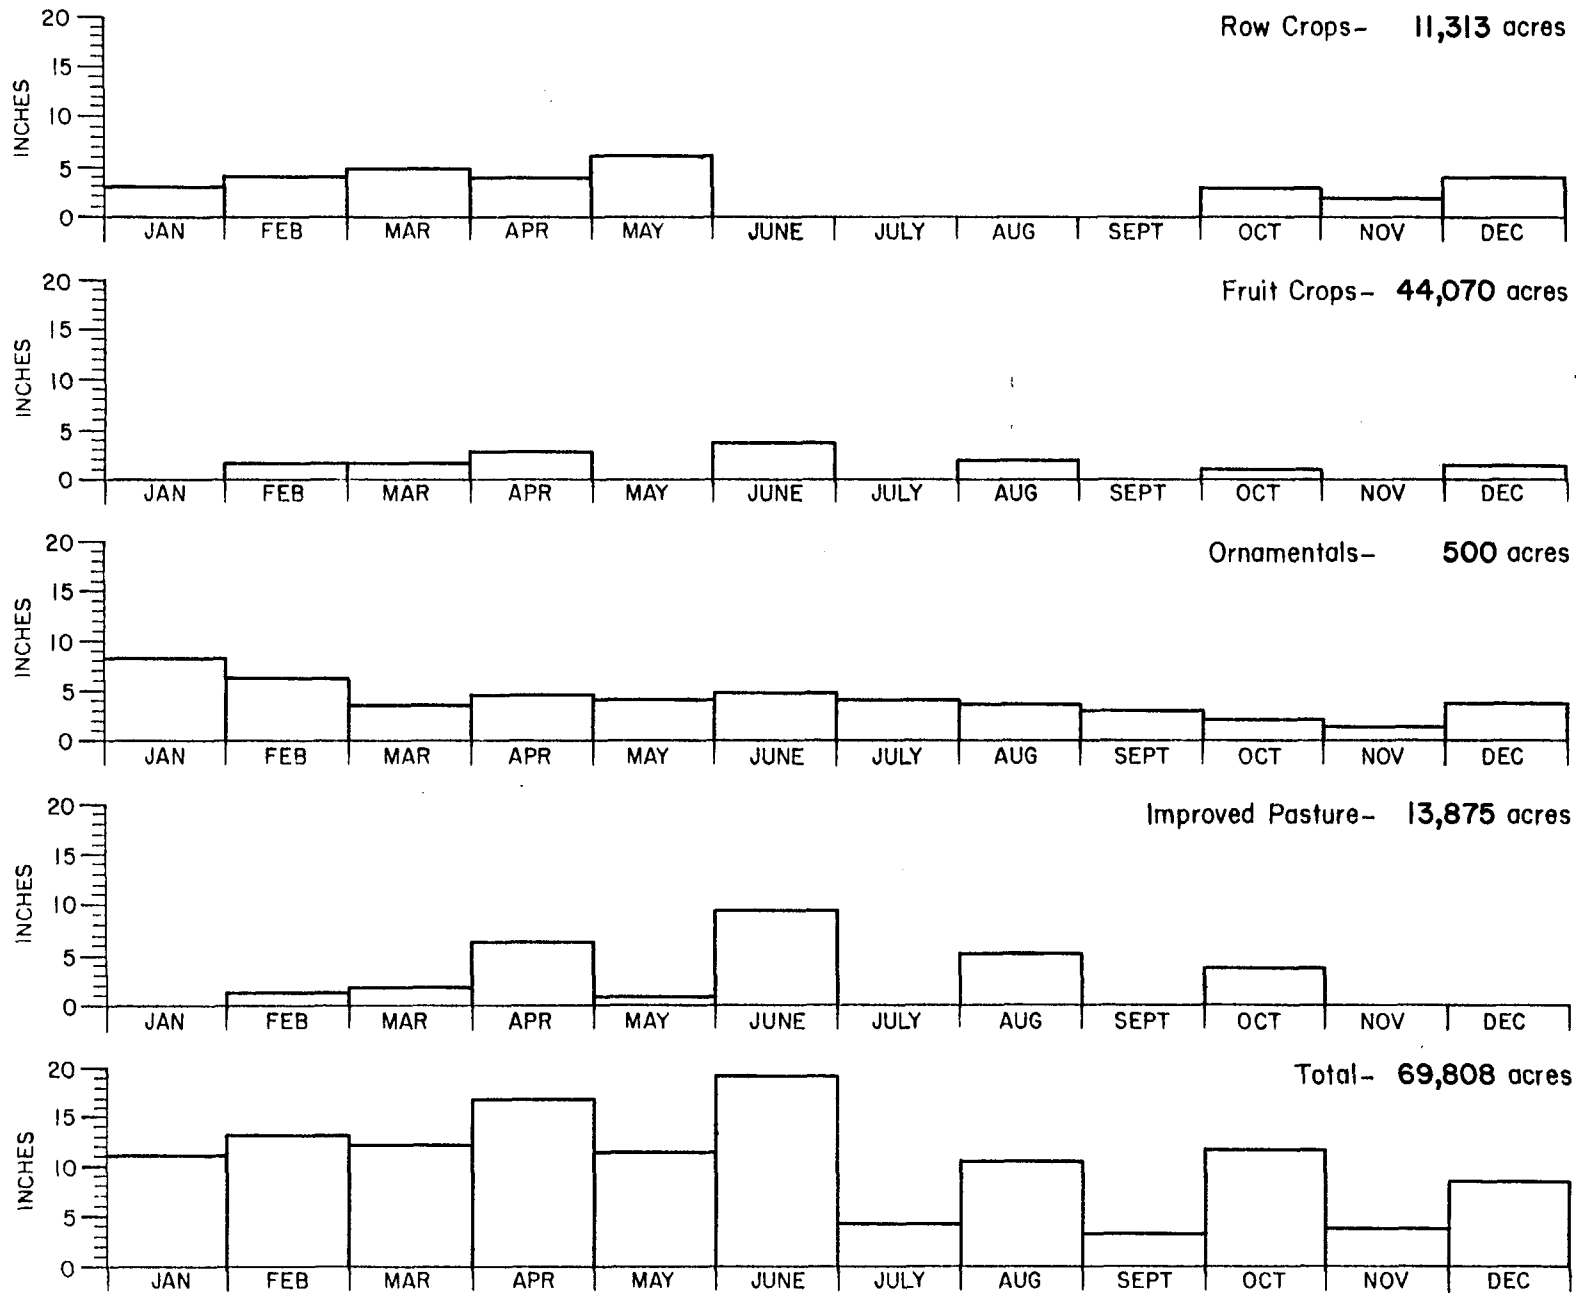 Row Crops– 11,313 acres
INCHES
20
15
10
5
0
JAN FEB MAR APR MAY JUNE JULY AUG SEPT OCT NOV DEC
Fruit Crops– 44,070 acres
INCHES
20
15
10
5
0
JAN FEB MAR APR MAY JUNE JULY AUG SEPT OCT NOV DEC
Ornamentals– 500 acres
INCHES
20
15
10
5
0
JAN FEB MAR APR MAY JUNE JULY AUG SEPT OCT NOV DEC
Improved Pasture– 13,875 acres
INCHES
20
15
10
5
0
JAN FEB MAR APR MAY JUNE JULY AUG SEPT OCT NOV DEC
Total– 69,808 acres
INCHES
20
15
10
5
0
JAN FEB MAR APR MAY JUNE JULY AUG SEPT OCT NOV DEC